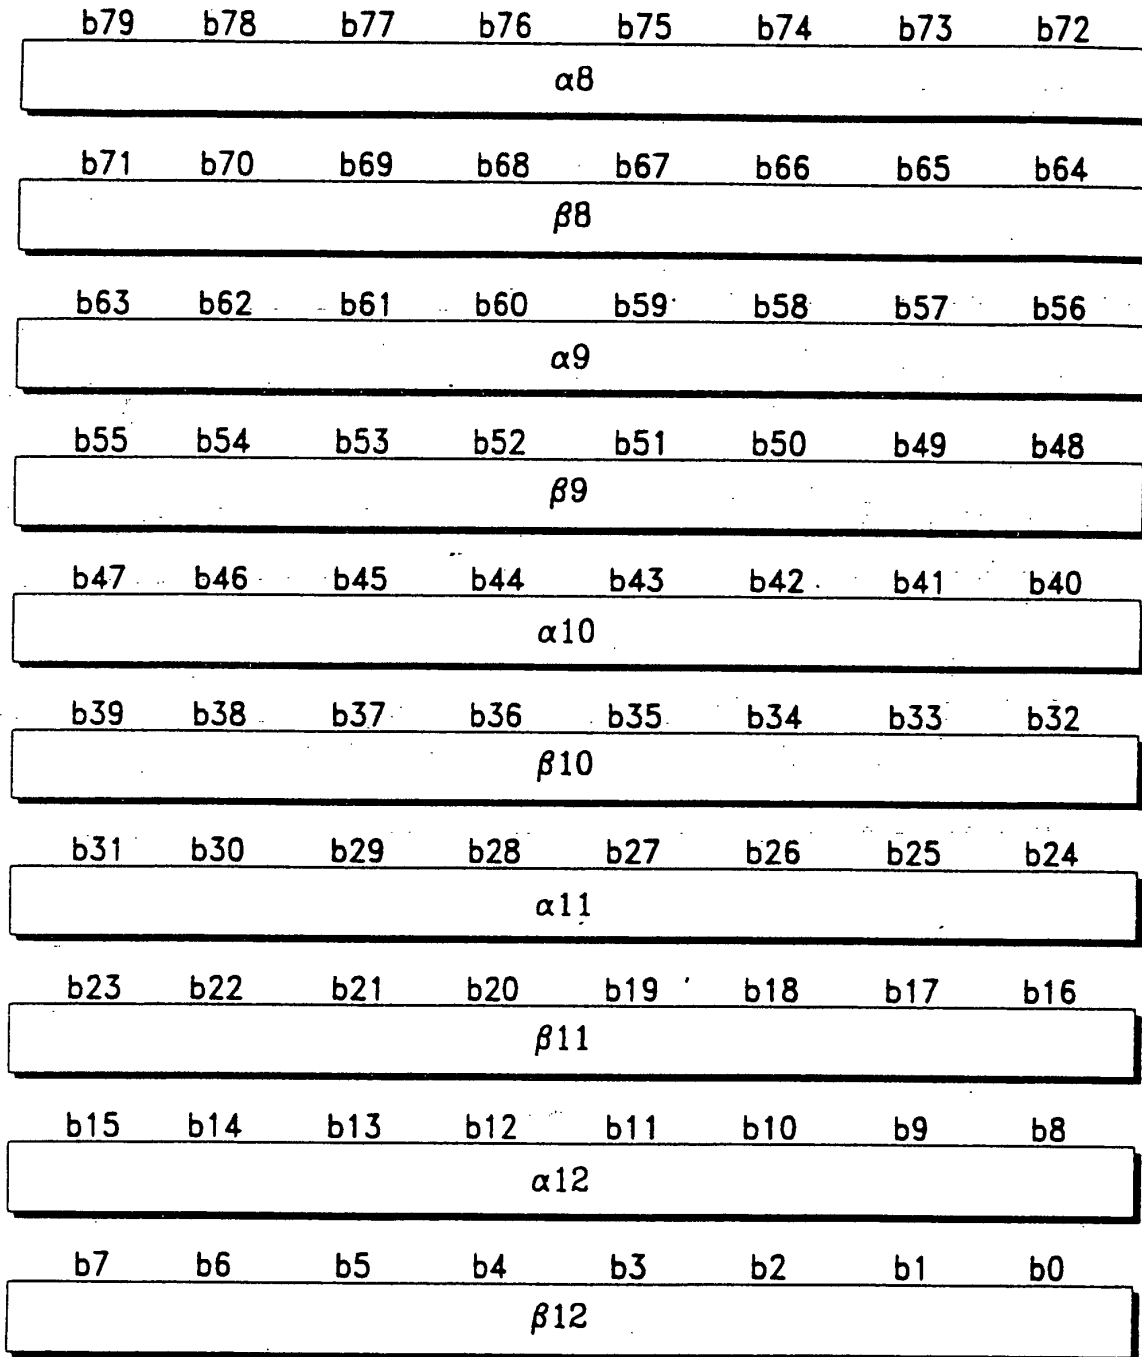 b79 b78 b77 b76 b75 b74 b73 b72
α8
b71 b70 b69 b68 b67 b66 b65 b64
β8
b63 b62 b61 b60 b59 b58 b57 b56
α9
b55 b54 b53 b52 b51 b50 b49 b48
β9
b47 b46 b45 b44 b43 b42 b41 b40
α10
b39 b38 b37 b36 b35 b34 b33 b32
β10
b31 b30 b29 b28 b27 b26 b25 b24
α11
b23 b22 b21 b20 b19 b18 b17 b16
β11
b15 b14 b13 b12 b11 b10 b9 b8
α12
b7 b6 b5 b4 b3 b2 b1 b0
β12